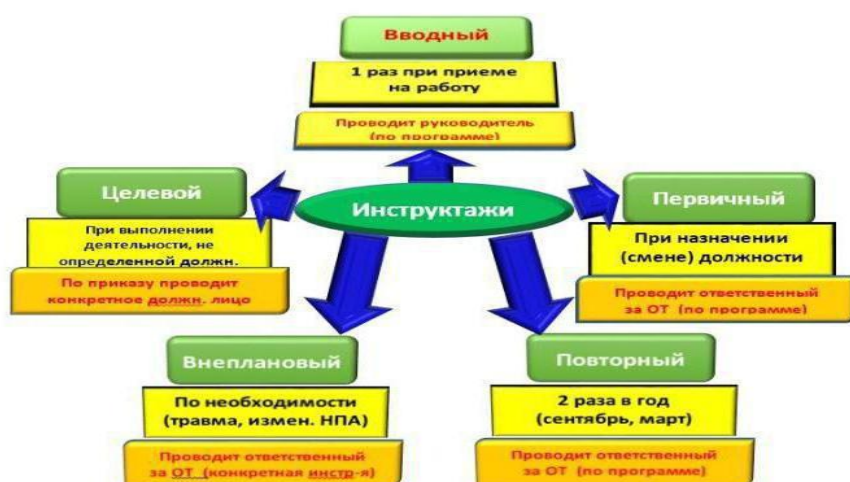 Вводный
1 раз при приеме
на работу
Проводит руководитель
(по программе)
Целевой
При выполнении
деятельности, не
определенной должн.
По приказу проводит
конкретное должн. лицо
Инструктажи
Первичный
При назначении
(смене) должности
Проводит ответственный
за ОТ (по программе)
Внеплановый
По необходимости
(травма, измен. НПА)
Проводит ответственный
за ОТ (конкретная инстр-я)
Повторный
2 раза в год
(сентябрь, март)
Проводит ответственный
за ОТ (по программе)